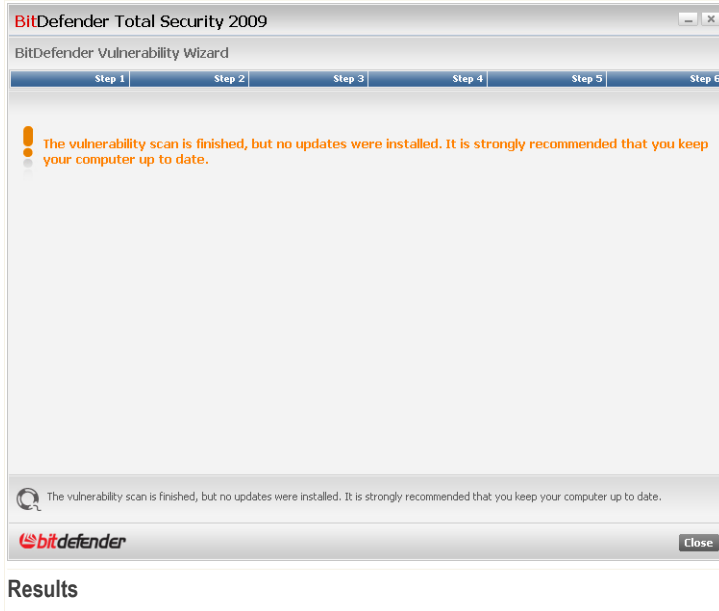 BitDefender Total Security 2009
BitDefender Vulnerability Wizard
Step 1 Step 2 Step 3 Step 4 Step 5 Step 6
The vulnerability scan is finished, but no updates were installed. It is strongly recommended that you keep
your computer up to date.
The vulnerability scan is finished, but no updates were installed. It is strongly recommended that you keep your computer up to date.
bitdefender
Close
Results